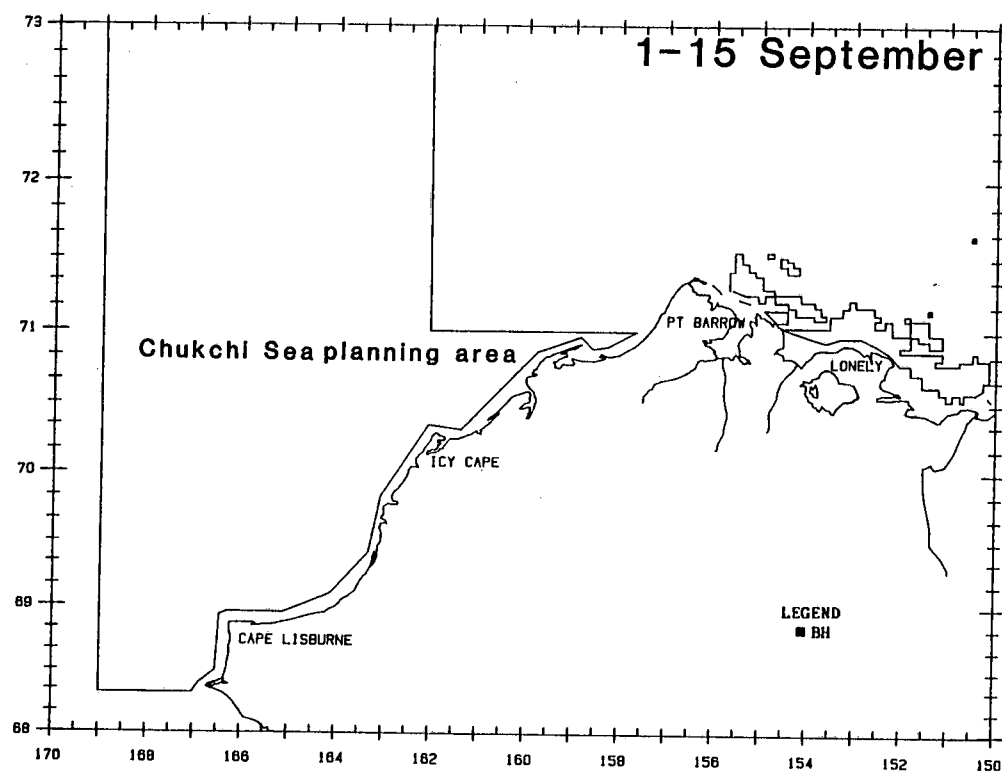 73
1-15 September
72
71
PT BARROW
Chukchi Sea planning area
LONELY
70
ICY CAPE
69
LEGEND
BH
CAPE LISBURNE
68
170 168 166 164 162 160 158 156 154 152 150